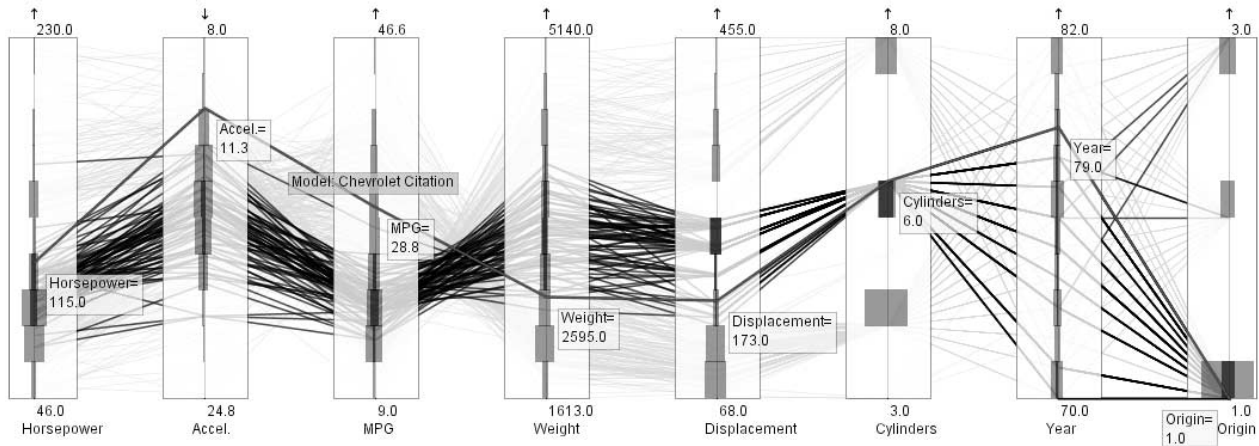 ↑ ↓ ↑ ↑ ↑ ↑ ↑ ↑
230.0 8.0 46.6 5140.0 455.0 8.0 82.0 3.0
Accel.=
11.3
Year=
79.0
Model: Chevrolet Citation
Cylinders=
6.0
MPG=
28.8
Horsepower=
115.0
Weight=
2595.0
Displacement=
173.0
46.0 24.8 9.0 1613.0 68.0 3.0 70.0 1.0
Horsepower Accel. MPG Weight Displacement Cylinders Year Origin
Origin=
1.0